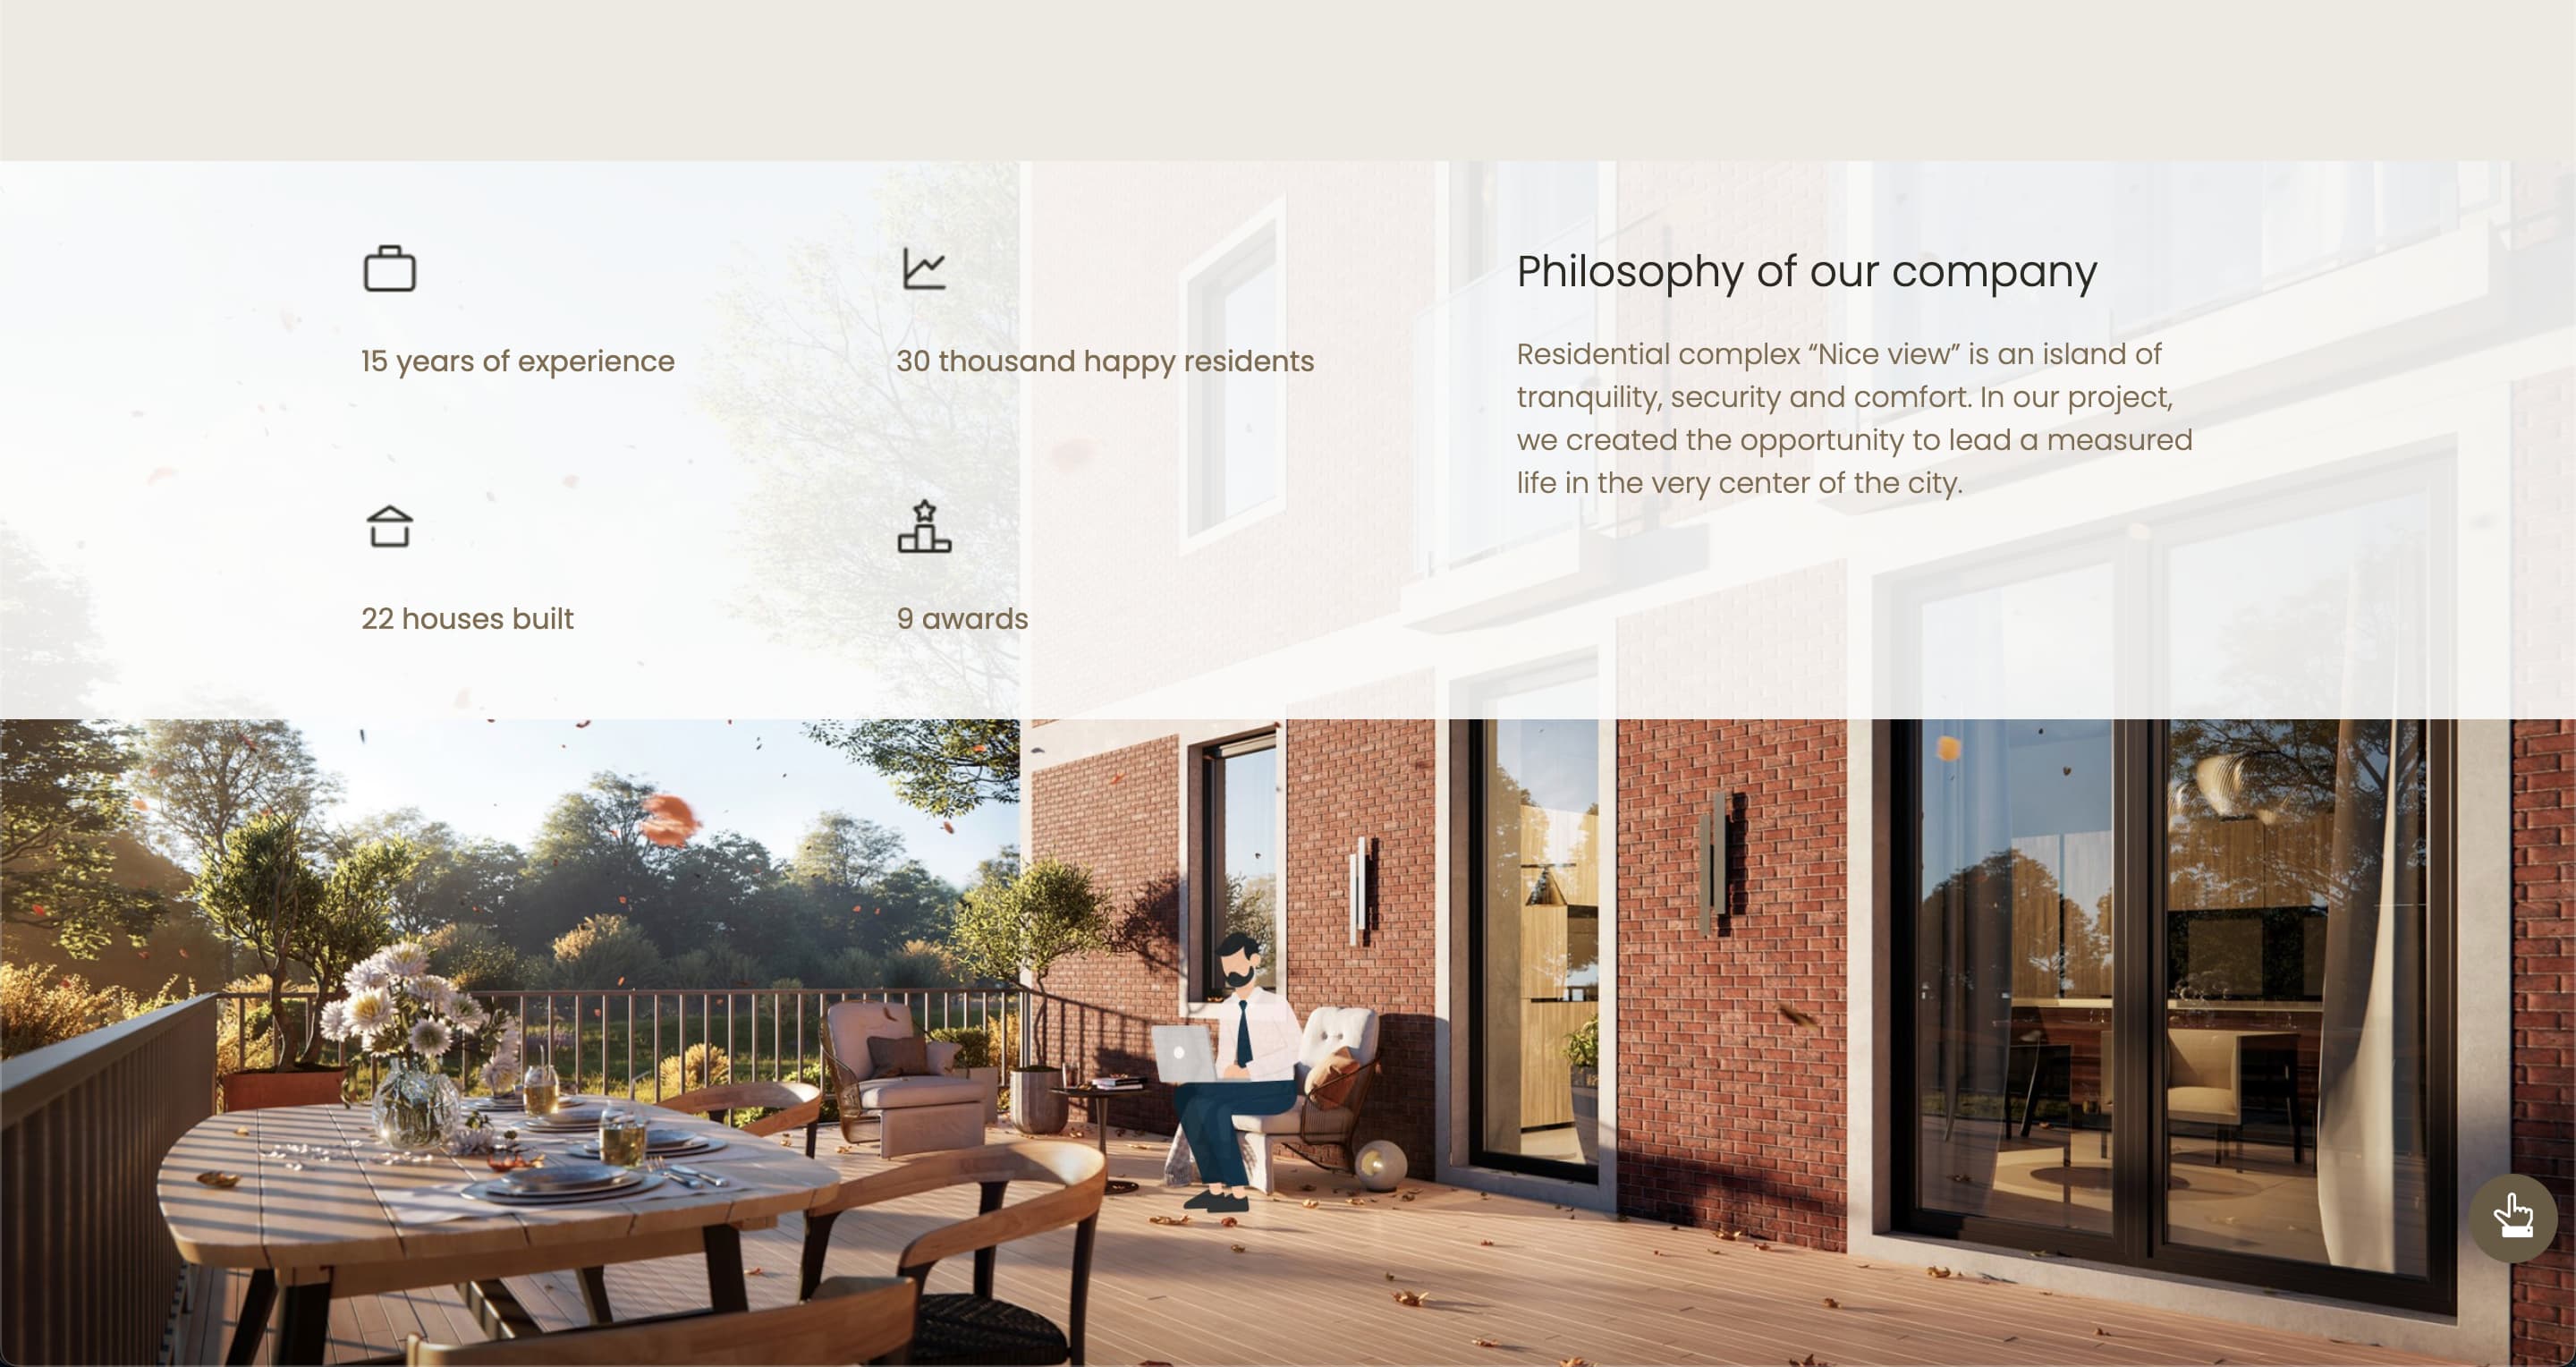 15 years of experience
30 thousand happy residents
22 houses built
9 awards
Philosophy of our company
Residential complex “Nice view” is an island of
tranquility, security and comfort. In our project,
we created the opportunity to lead a measured
life in the very center of the city.